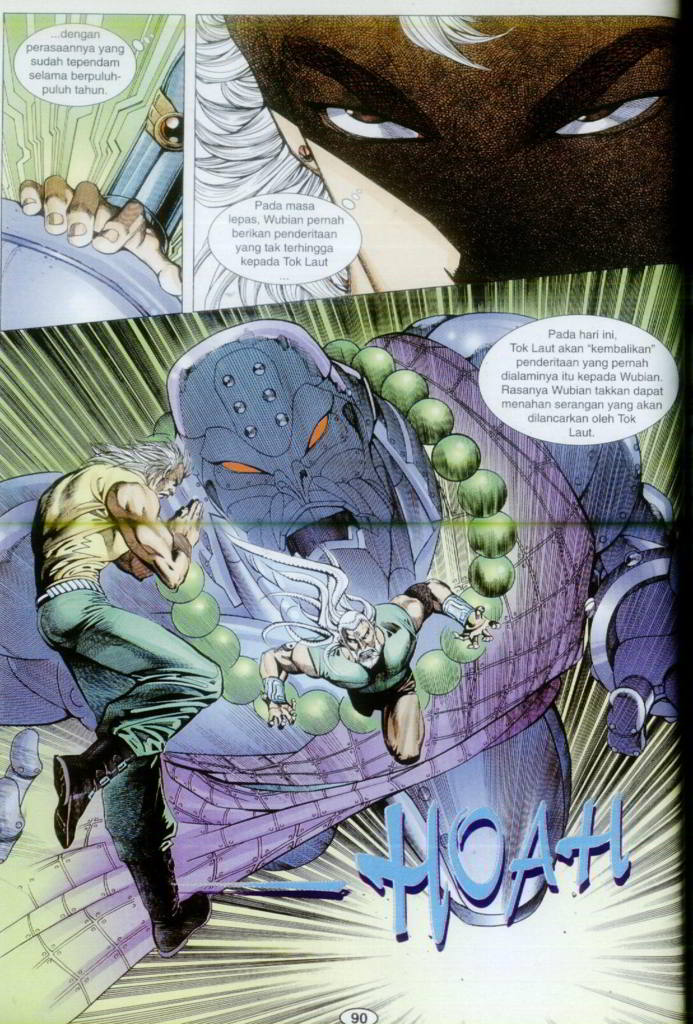 ...dengan
perasaannya yang
sudah tependam
selama berpuluh-
puluh tahun.
Pada masa
lepas, Wubian pernah
berikan penderitaan
yang tak terhingga
kepada Tok Laut
...
Pada hari ini,
Tok Laut akan "kembalikan"
penderitaan yang pernah
dialaminya itu kepada Wubian.
Rasanya Wubian takkan dapat
menahan serangan yang akan
dilancarkan oleh Tok
Laut.
HOAH
90